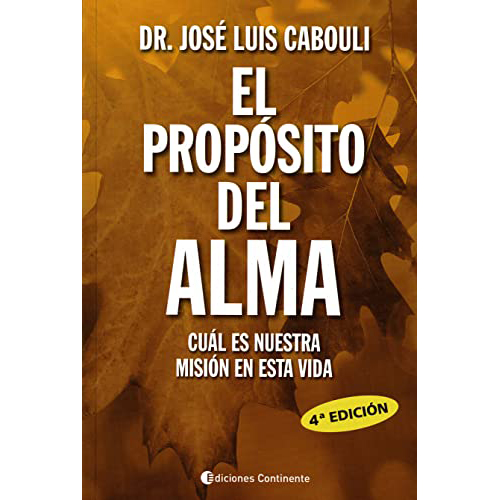 DR. JOSÉ LUIS CABOULI
EL
PROPÓSITO
DEL
ALMA
CUÁL ES NUESTRA
MISIÓN EN ESTA VIDA
4ª EDICIÓN
Ediciones Continente